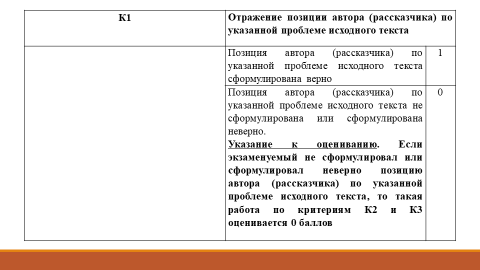 К1
Отражение позиции автора (рассказчика) по
указанной проблеме исходного текста
Позиция автора (рассказчика) по
указанной проблеме исходного текста
сформулирована верно
1
Позиция автора (рассказчика) по
указанной проблеме исходного текста не
сформулирована или сформулирована
неверно.
Указание к оцениванию. Если
экзаменуемый не сформулировал или
сформулировал неверно позицию
автора (рассказчика) по указанной
проблеме исходного текста, то такая
работа по критериям К2 и К3
оценивается 0 баллов
0